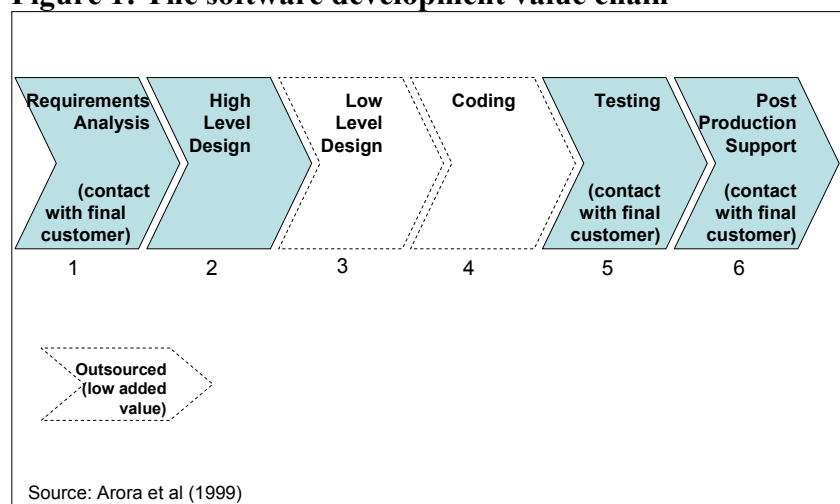 Figure 1: The software development value chain
Requirements
Analysis
(contact
with final
customer)
High
Level
Design
Low
Level
Design
Coding
Testing
(contact
with final
customer)
Post
Production
Support
(contact
with final
customer)
1
2
3
4
5
6
Outsourced
(low added
value)
Source: Arora et al (1999)